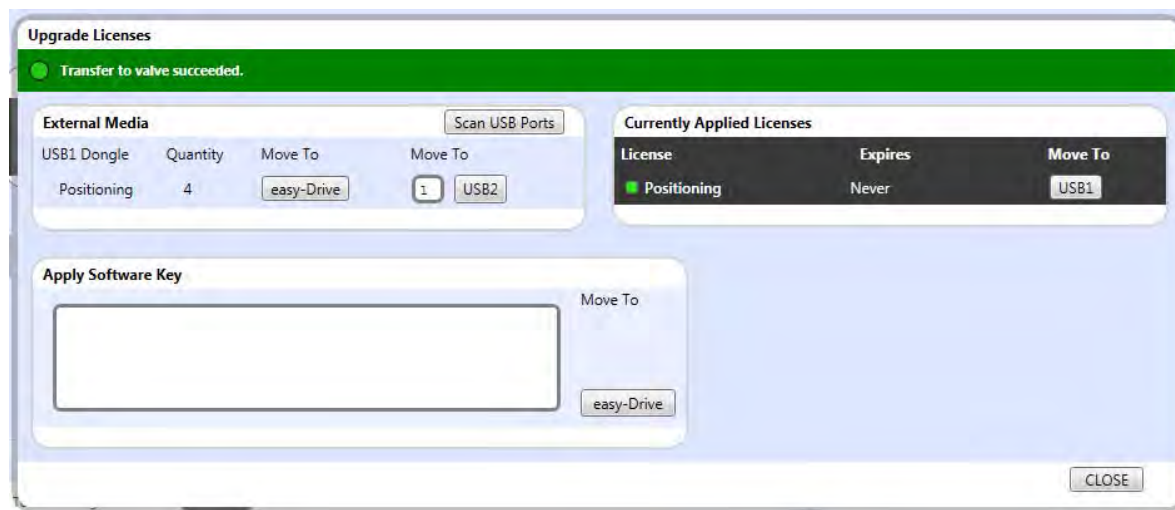 Upgrade Licenses
Transfer to valve succeeded.
External Media
Scan USB Ports
USB1 Dongle Quantity Move To Move To
Positioning 4 easy-Drive 1 USB2
Currently Applied Licenses
License Expires Move To
Positioning Never USB1
Apply Software Key
Move To
easy-Drive
CLOSE